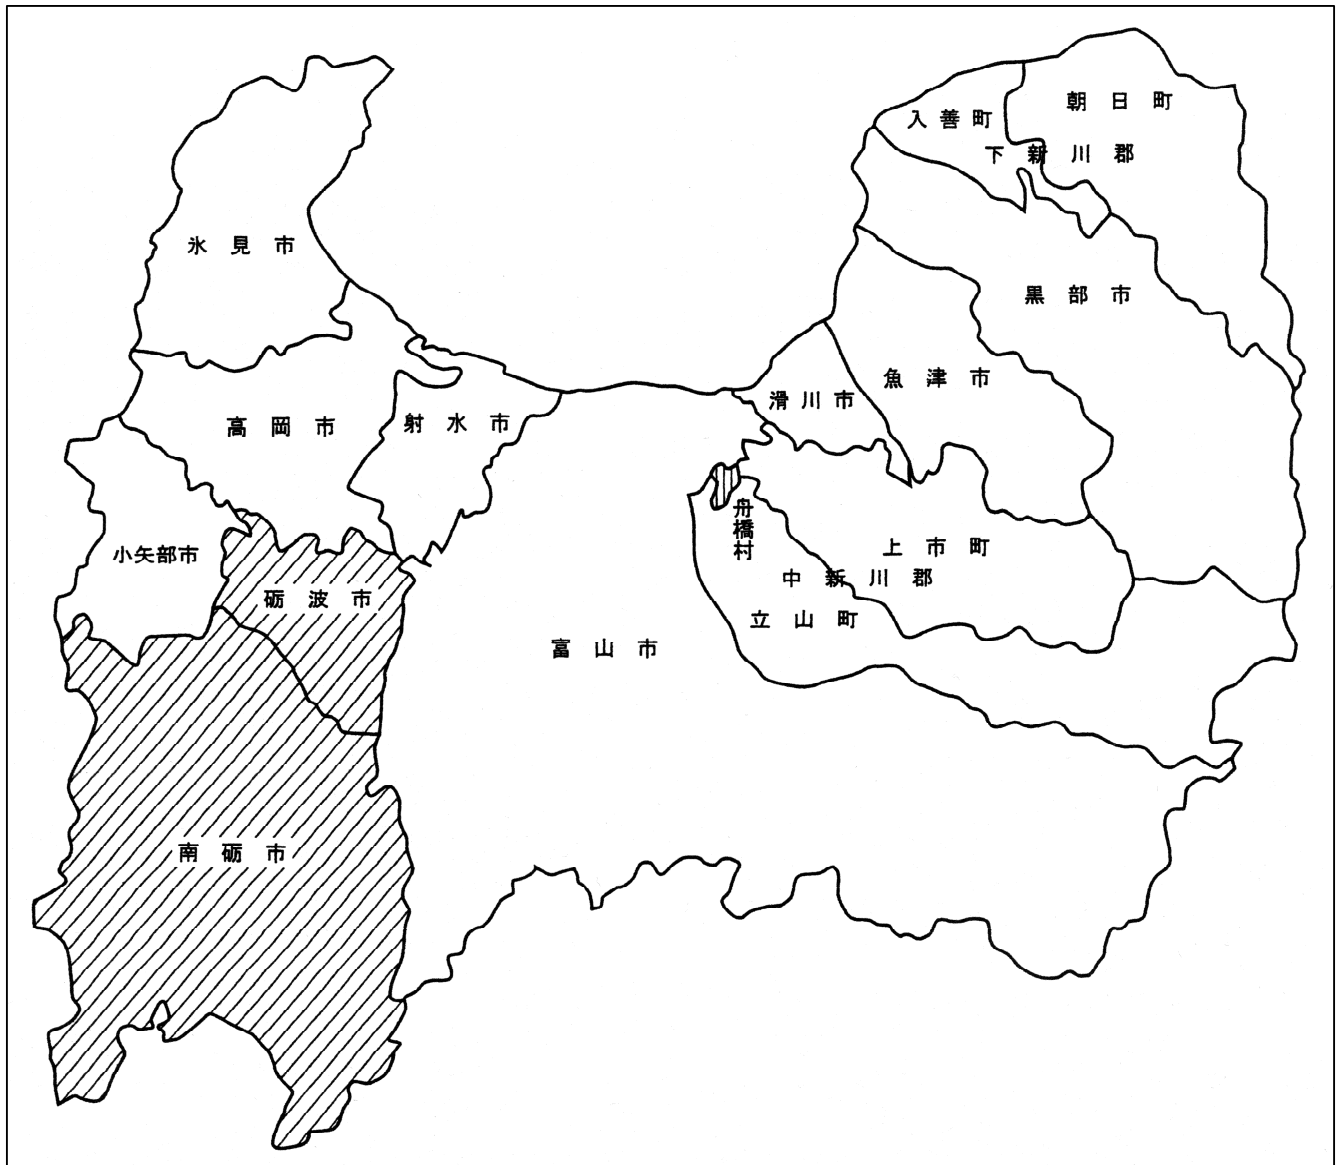 朝日町
入善町
下新川郡
氷見市
黒部市
魚津市
滑川市
高岡市
射水市
舟橋村
小矢部市
上市町
中新川郡
砺波市
立山町
富山市
南砺市